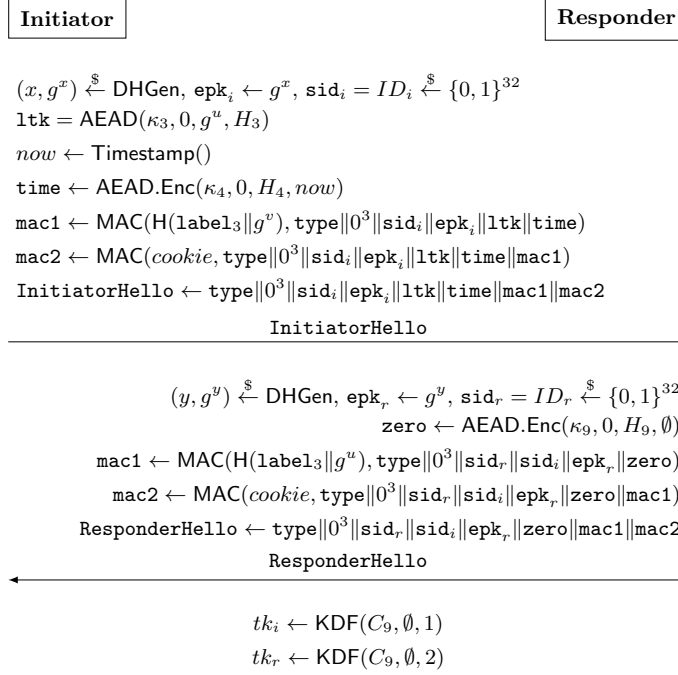 Initiator
Responder
(x, g^x) ←$ DHGen, epk_i ← g^x, sid_i = ID_i ←$ {0, 1}^32
ltk = AEAD(κ_3, 0, g^u, H_3)
now ← Timestamp()
time ← AEAD.Enc(κ_4, 0, H_4, now)
mac1 ← MAC(H(label_3‖g^v), type‖0^3‖sid_i‖epk_i‖ltk‖time)
mac2 ← MAC(cookie, type‖0^3‖sid_i‖epk_i‖ltk‖time‖mac1)
InitiatorHello ← type‖0^3‖sid_i‖epk_i‖ltk‖time‖mac1‖mac2
InitiatorHello
(y, g^y) ←$ DHGen, epk_r ← g^y, sid_r = ID_r ←$ {0, 1}^32
zero ← AEAD.Enc(κ_9, 0, H_9, ∅)
mac1 ← MAC(H(label_3‖g^u), type‖0^3‖sid_r‖sid_i‖epk_r‖zero)
mac2 ← MAC(cookie, type‖0^3‖sid_r‖sid_i‖epk_r‖zero‖mac1)
ResponderHello ← type‖0^3‖sid_r‖sid_i‖epk_r‖zero‖mac1‖mac2
ResponderHello
tk_i ← KDF(C_9, ∅, 1)
tk_r ← KDF(C_9, ∅, 2)